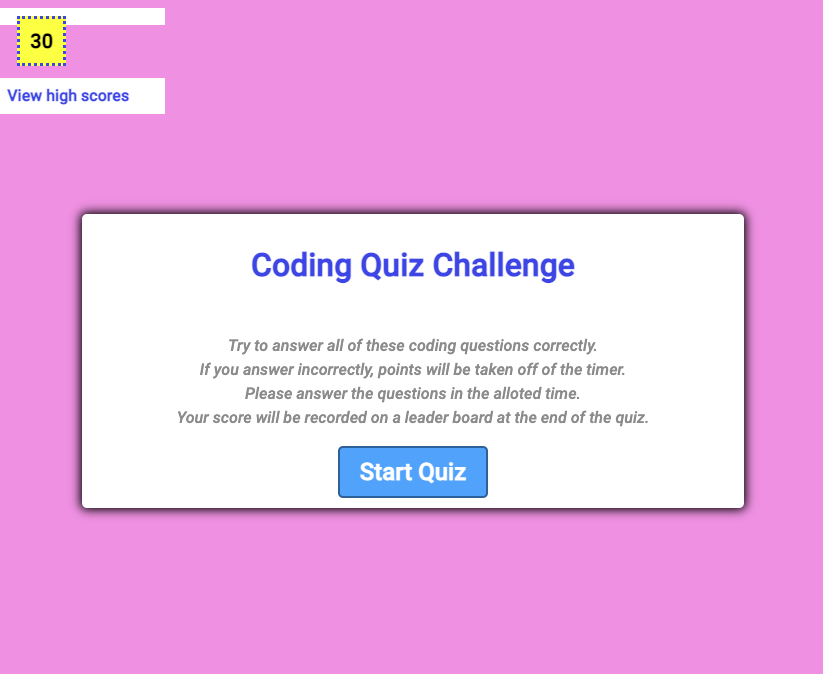 30
View high scores
Coding Quiz Challenge
Try to answer all of these coding questions correctly.
If you answer incorrectly, points will be taken off of the timer.
Please answer the questions in the alloted time.
Your score will be recorded on a leader board at the end of the quiz.
Start Quiz